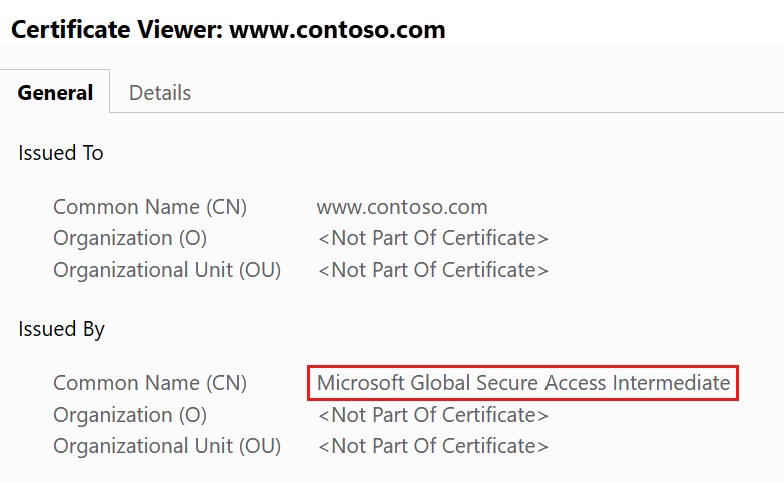 Certificate Viewer: www.contoso.com
General Details
Issued To
Common Name (CN) www.contoso.com
Organization (O) <Not Part Of Certificate>
Organizational Unit (OU) <Not Part Of Certificate>
Issued By
Common Name (CN) Microsoft Global Secure Access Intermediate
Organization (O) <Not Part Of Certificate>
Organizational Unit (OU) <Not Part Of Certificate>